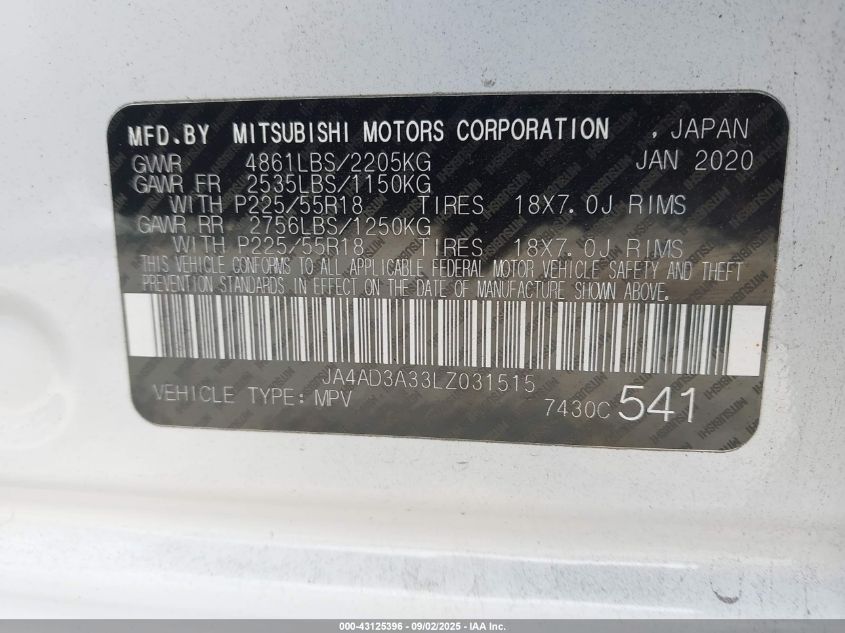 MFD.BY MITSUBISHI MOTORS CORPORATION , JAPAN
GVWR 4861LBS/2205KG JAN 2020
GAWR FR 2535LBS/1150KG
WITH P225/55R18 TIRES 18X7.0J RIMS
GAWR RR 2756LBS/1250KG
WITH P225/55R18 TIRES 18X7.0J RIMS
THIS VEHICLE CONFORMS TO ALL APPLICABLE FEDERAL MOTOR VEHICLE SAFETY AND THEFT
PREVENTION STANDARDS IN EFFECT ON THE DATE OF MANUFACTURE SHOWN ABOVE.
JA4AD3A33LZ031515
VEHICLE TYPE: MPV 7430C 541
000-43125396 - 09/02/2025 - IAA Inc.